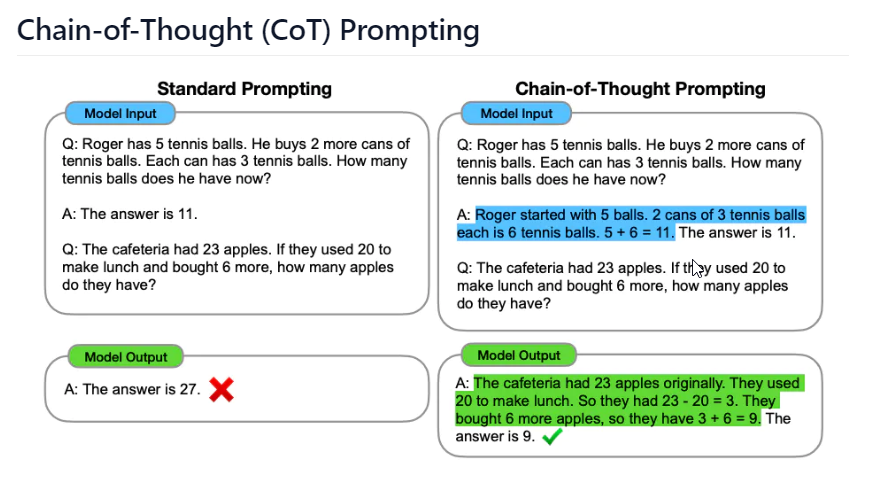 Chain-of-Thought (CoT) Prompting
Standard Prompting
Model Input
Q: Roger has 5 tennis balls. He buys 2 more cans of
tennis balls. Each can has 3 tennis balls. How many
tennis balls does he have now?
A: The answer is 11.
Q: The cafeteria had 23 apples. If they used 20 to
make lunch and bought 6 more, how many apples
do they have?
Model Output
A: The answer is 27.
Chain-of-Thought Prompting
Model Input
Q: Roger has 5 tennis balls. He buys 2 more cans of
tennis balls. Each can has 3 tennis balls. How many
tennis balls does he have now?
A: Roger started with 5 balls. 2 cans of 3 tennis balls
each is 6 tennis balls. 5 + 6 = 11. The answer is 11.
Q: The cafeteria had 23 apples. If they used 20 to
make lunch and bought 6 more, how many apples
do they have?
Model Output
A: The cafeteria had 23 apples originally. They used
20 to make lunch. So they had 23 - 20 = 3. They
bought 6 more apples, so they have 3 + 6 = 9. The
answer is 9.